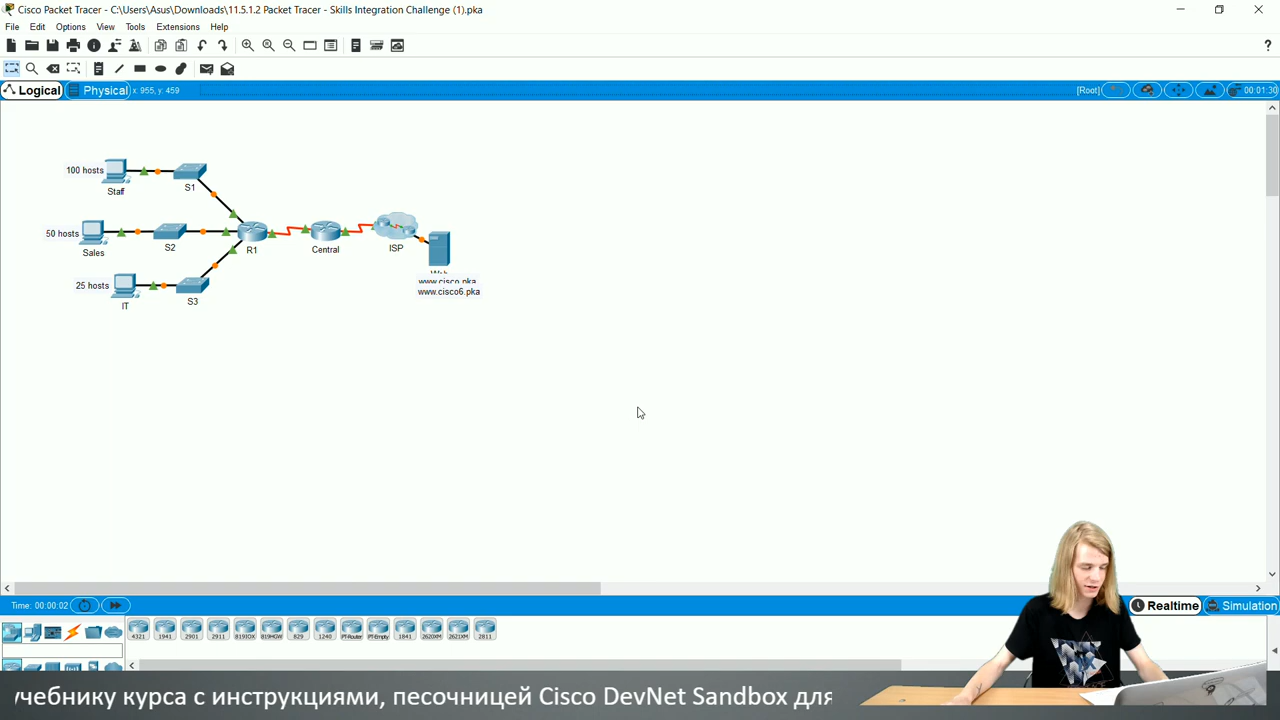 Cisco Packet Tracer - C:\Users\Asus\Downloads\11.5.1.2 Packet Tracer - Skills Integration Challenge (1).pka
File Edit Options View Tools Extensions Help
?
Logical Physical x: 955, y: 459 [Root] 00:01:30
100 hosts
Staff
S1
50 hosts
Sales
S2
R1
Central
ISP
25 hosts
IT
S3
www.cisco.pka
www.cisco6.pka
Time: 00:00:02 Realtime Simulation
4321 1941 2901 2911 819IOX 819HGW 829 1240 PT-Router PT-Empty 1841 2620XM 2621XM 2811
учебнику курса с инструкциями, песочницей Cisco DevNet Sandbox для